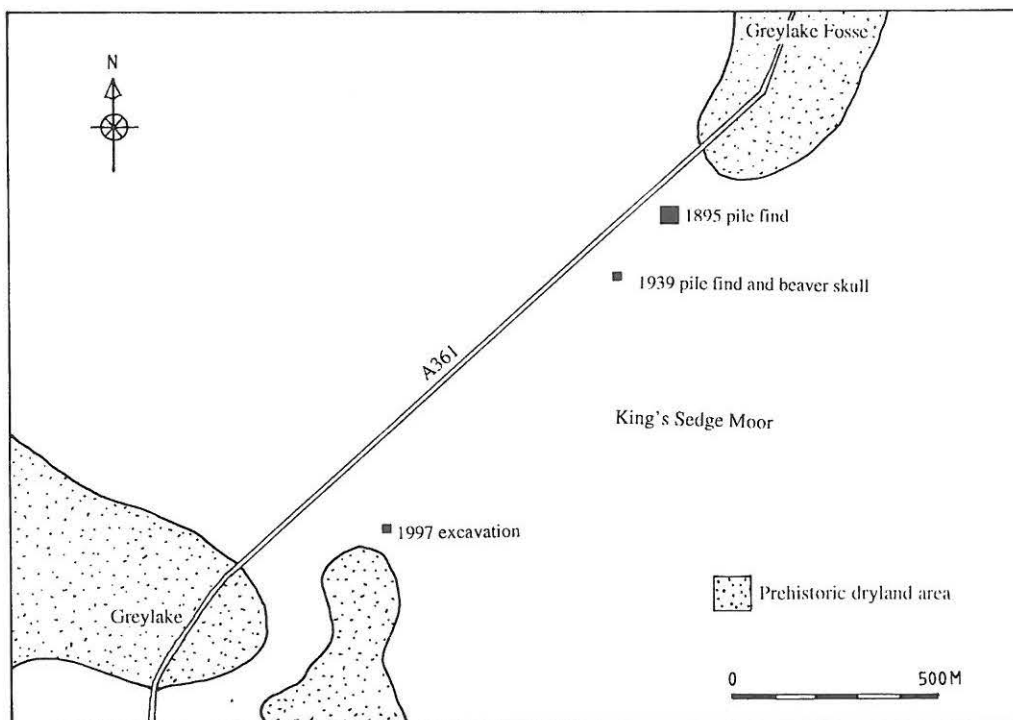 Greylake Fosse
N
1895 pile find
1939 pile find and beaver skull
A361
King's Sedge Moor
1997 excavation
Prehistoric dryland area
Greylake
0 500M